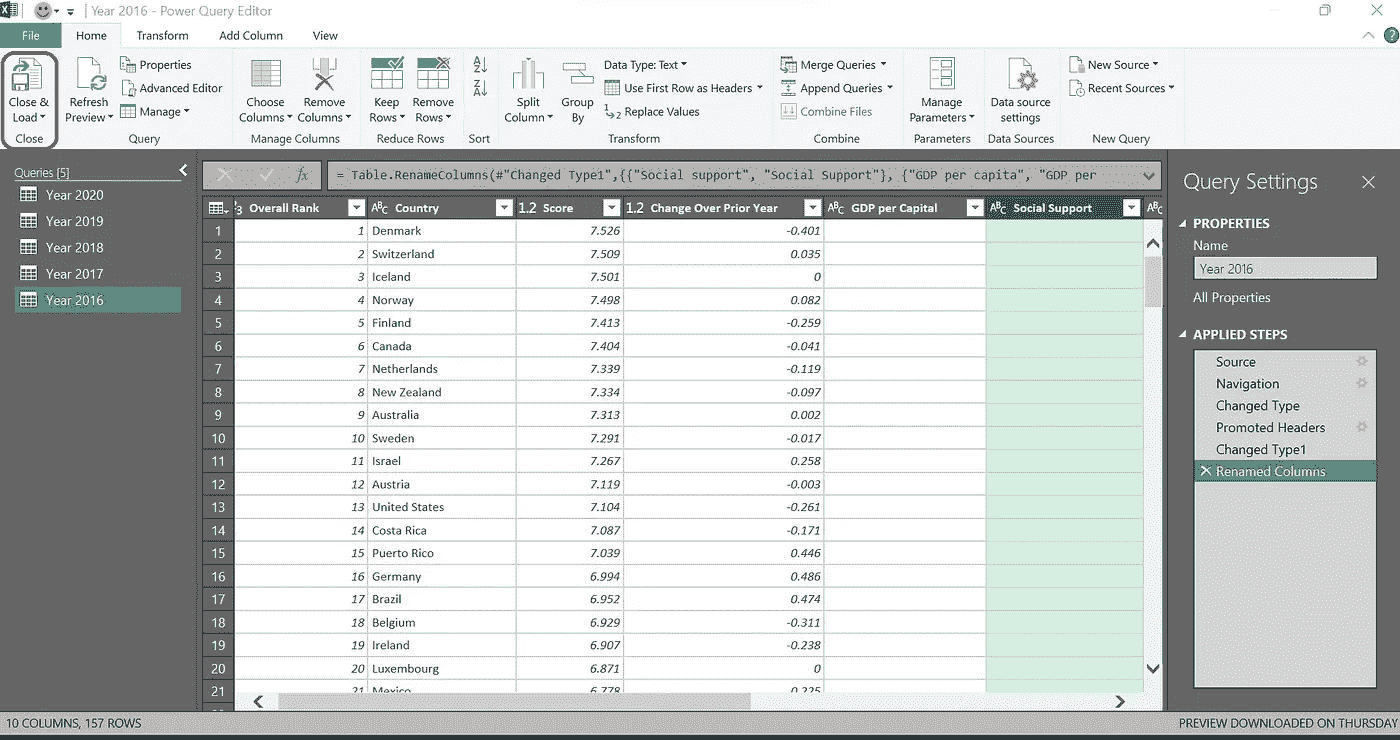 Year 2016 - Power Query Editor
File Home Transform Add Column View
Close & Load
Close
Refresh Preview
Properties
Advanced Editor
Manage
Query
Choose Columns
Remove Columns
Manage Columns
Keep Rows
Remove Rows
Reduce Rows
Sort
Split Column
Group By
Data Type: Text
Use First Row as Headers
Replace Values
Transform
Merge Queries
Append Queries
Combine Files
Combine
Manage Parameters
Parameters
Data source settings
Data Sources
New Source
Recent Sources
New Query
Queries [5]
Year 2020
Year 2019
Year 2018
Year 2017
Year 2016
fx = Table.RenameColumns(#"Changed Type1",{{"Social support", "Social Support"}, {"GDP per capita", "GDP per
Overall Rank ABC Country 1.2 Score 1.2 Change Over Prior Year ABC GDP per Capital ABC Social Support ABC
1 1 Denmark 7.526 -0.401
2 2 Switzerland 7.509 0.035
3 3 Iceland 7.501 0
4 4 Norway 7.498 0.082
5 5 Finland 7.413 -0.259
6 6 Canada 7.404 -0.041
7 7 Netherlands 7.339 -0.119
8 8 New Zealand 7.334 -0.097
9 9 Australia 7.313 0.002
10 10 Sweden 7.291 -0.017
11 11 Israel 7.267 0.258
12 12 Austria 7.119 -0.003
13 13 United States 7.104 -0.261
14 14 Costa Rica 7.087 -0.171
15 15 Puerto Rico 7.039 0.446
16 16 Germany 6.994 0.486
17 17 Brazil 6.952 0.474
18 18 Belgium 6.929 -0.311
19 19 Ireland 6.907 -0.238
20 20 Luxembourg 6.871 0
21 21 Mexico 6.778 0.225
Query Settings
PROPERTIES
Name
Year 2016
All Properties
APPLIED STEPS
Source
Navigation
Changed Type
Promoted Headers
Changed Type1
Renamed Columns
10 COLUMNS, 157 ROWS
PREVIEW DOWNLOADED ON THURSDAY